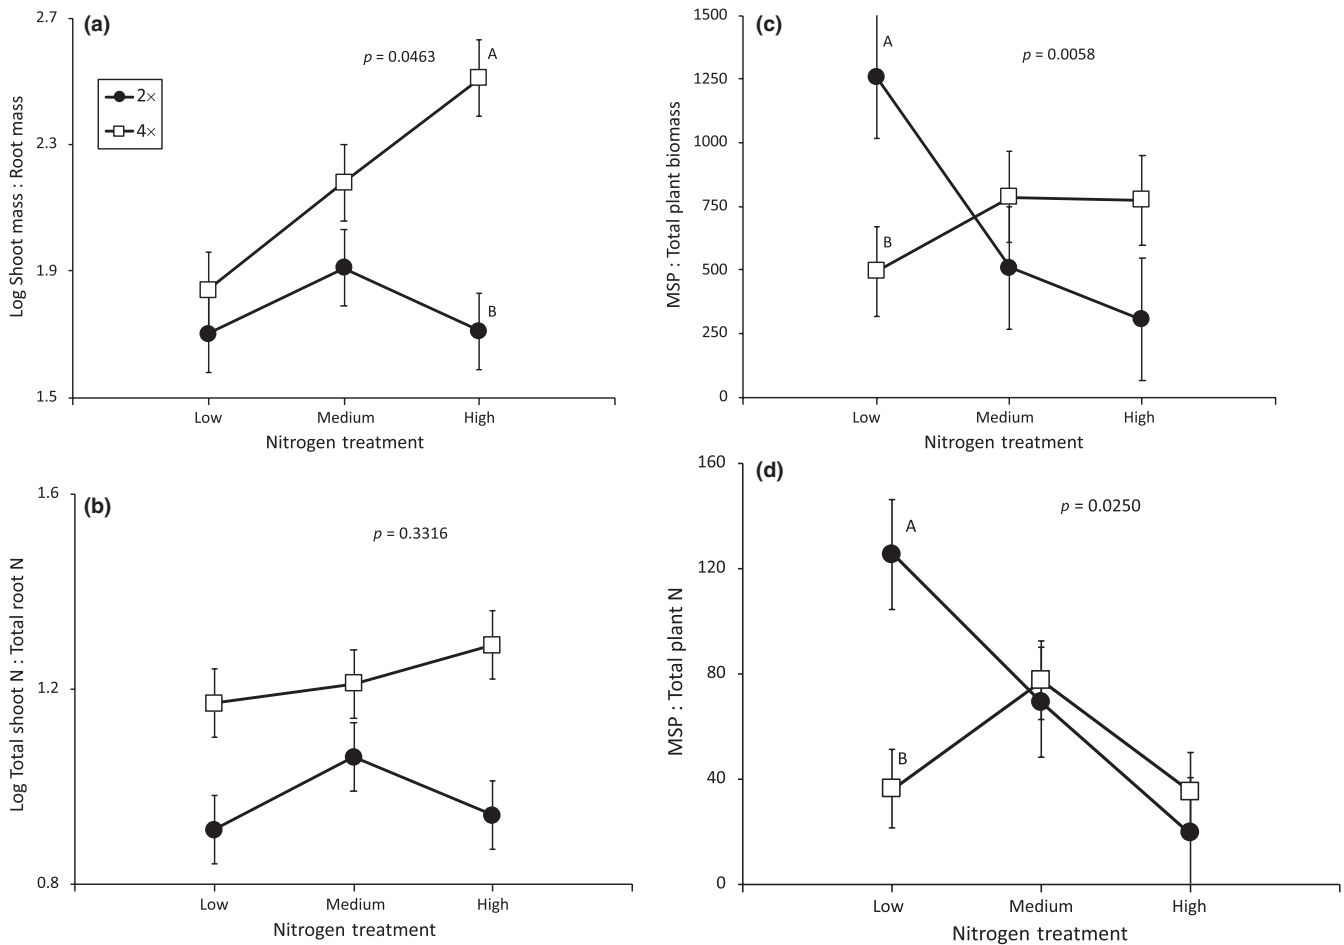 (a)
2.7
2.3
1.9
1.5
Log Shoot mass : Root mass
2×
4×
p = 0.0463
A
B
Low Medium High
Nitrogen treatment
(c)
1500
1250
1000
750
500
250
0
MSP : Total plant biomass
p = 0.0058
A
B
Low Medium High
Nitrogen treatment
(b)
1.6
1.2
0.8
Log Total shoot N : Total root N
p = 0.3316
Low Medium High
Nitrogen treatment
(d)
160
120
80
40
0
MSP : Total plant N
p = 0.0250
A
B
Low Medium High
Nitrogen treatment